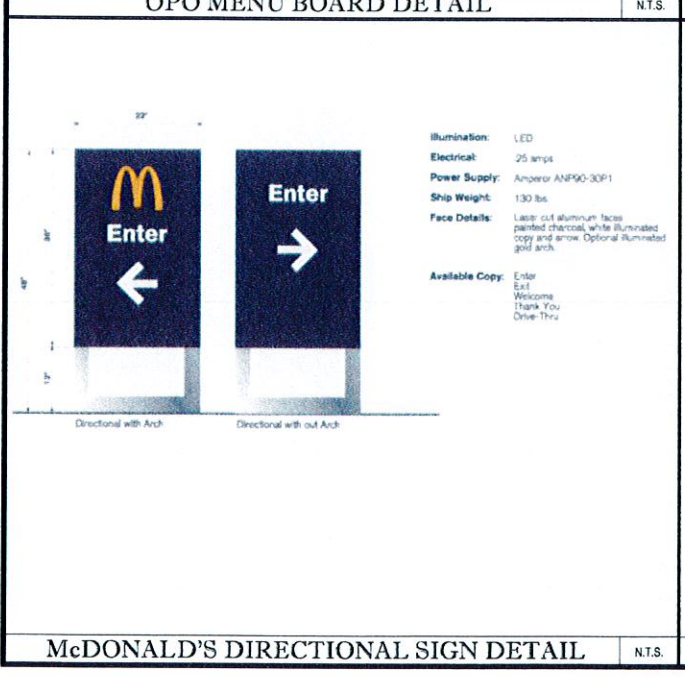 OPO MENU BOARD DETAIL
N.T.S.
Enter
Enter
48"
12"
Directional with Arch
Directional with out Arch
Illumination: LED
Electrical: .25 amps
Power Supply: Amperor ANP90-30P1
Ship Weight: 130 lbs
Face Details: Laser cut aluminum faces
painted charcoal, white illuminated
copy and arrow. Optional illuminated
gold arch.
Available Copy: Enter
Exit
Welcome
Thank You
Drive-Thru
McDONALD'S DIRECTIONAL SIGN DETAIL
N.T.S.